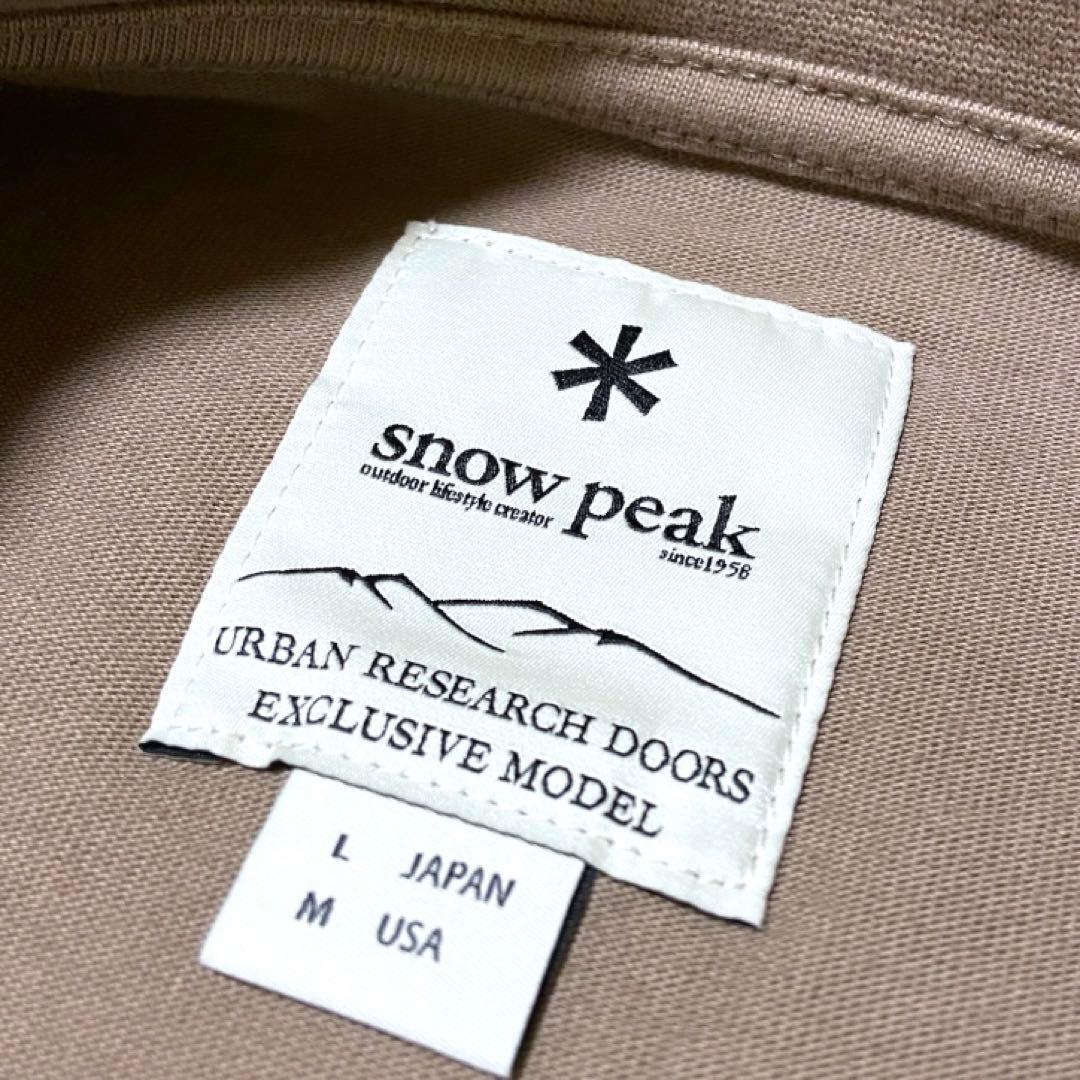 snow peak
outdoor lifestyle creator
since1958
URBAN RESEARCH DOORS
EXCLUSIVE MODEL
L JAPAN
M USA